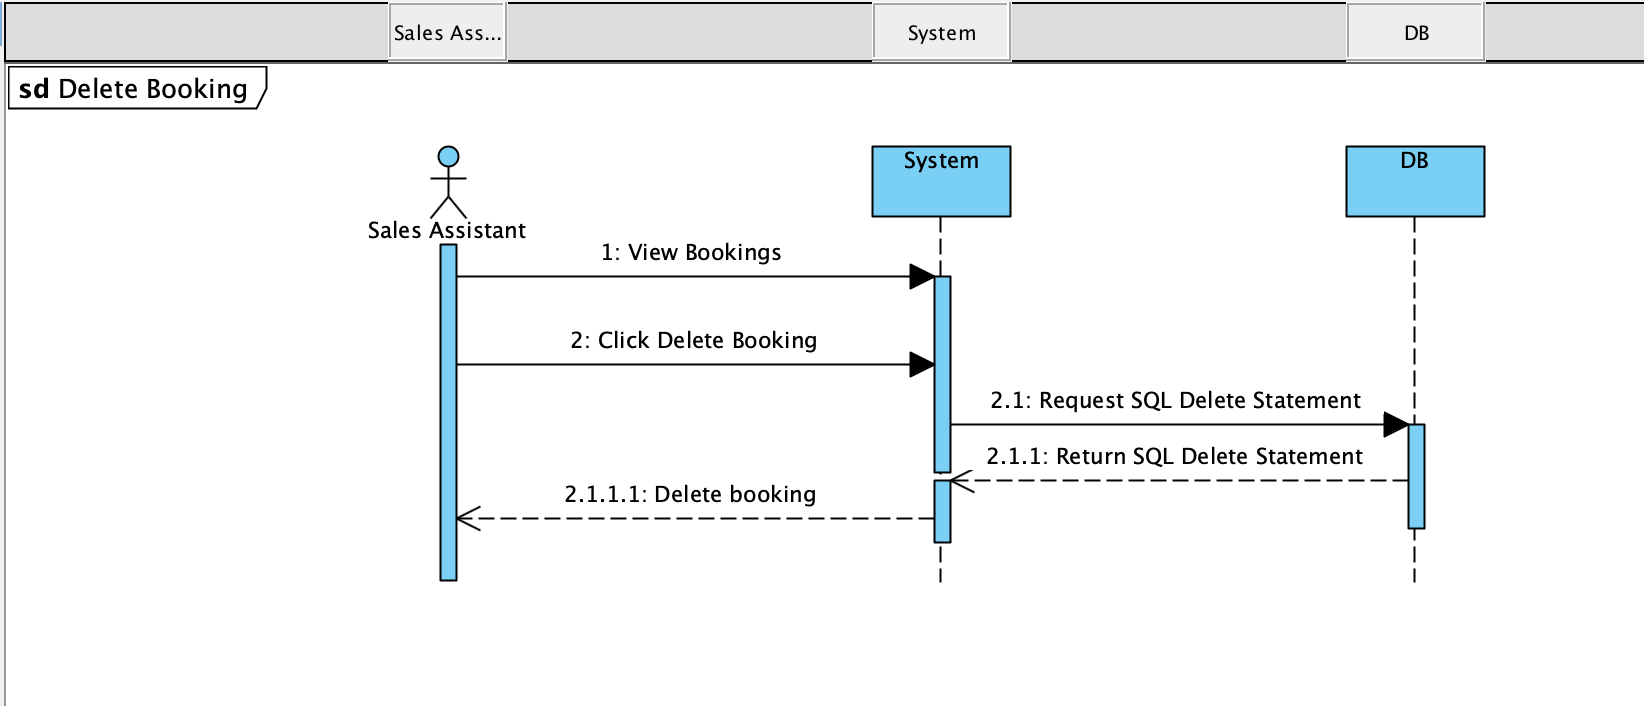 Sales Ass...
System
DB
sd Delete Booking
System
DB
Sales Assistant
1: View Bookings
2: Click Delete Booking
2.1: Request SQL Delete Statement
2.1.1: Return SQL Delete Statement
2.1.1.1: Delete booking